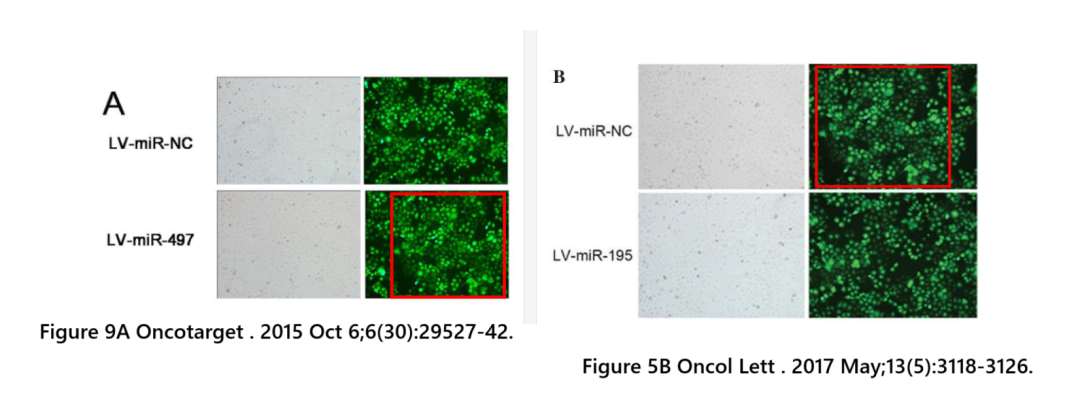 A
LV-miR-NC
LV-miR-497
Figure 9A Oncotarget . 2015 Oct 6;6(30):29527-42.
B
LV-miR-NC
LV-miR-195
Figure 5B Oncol Lett . 2017 May;13(5):3118-3126.